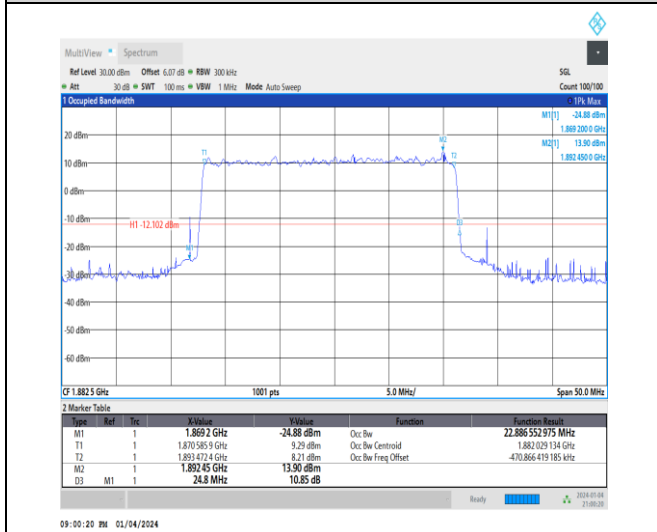 MultiView Spectrum
Ref Level 30.00 dBm Offset 6.07 dB RBW 300 kHz SGL
Att 30 dB SWT 100 ms VBW 1 MHz Mode Auto Sweep Count 100/100
1 Occupied Bandwidth 1Pk Max
M1[1] -24.88 dBm
1.869 200 0 GHz
M2[1] 13.90 dBm
1.892 450 0 GHz
20 dBm
M2
T1 T2
10 dBm
0 dBm
-10 dBm
H1 -12.102 dBm
D3
-20 dBm
M1
-30 dBm
-40 dBm
-50 dBm
-60 dBm
CF 1.882 5 GHz 1001 pts 5.0 MHz/ Span 50.0 MHz
2 Marker Table
Type Ref Trc X-Value Y-Value Function Function Result
M1 1 1.869 2 GHz -24.88 dBm Occ Bw 22.886 552 975 MHz
T1 1 1.870 585 9 GHz 9.29 dBm Occ Bw Centroid 1.882 029 134 GHz
T2 1 1.893 472 4 GHz 8.21 dBm Occ Bw Freq Offset -470.866 419 185 kHz
M2 1 1.892 45 GHz 13.90 dBm
D3 M1 1 24.8 MHz 10.85 dB
Ready 2024-01-04
21:00:20
09:00:20 PM 01/04/2024